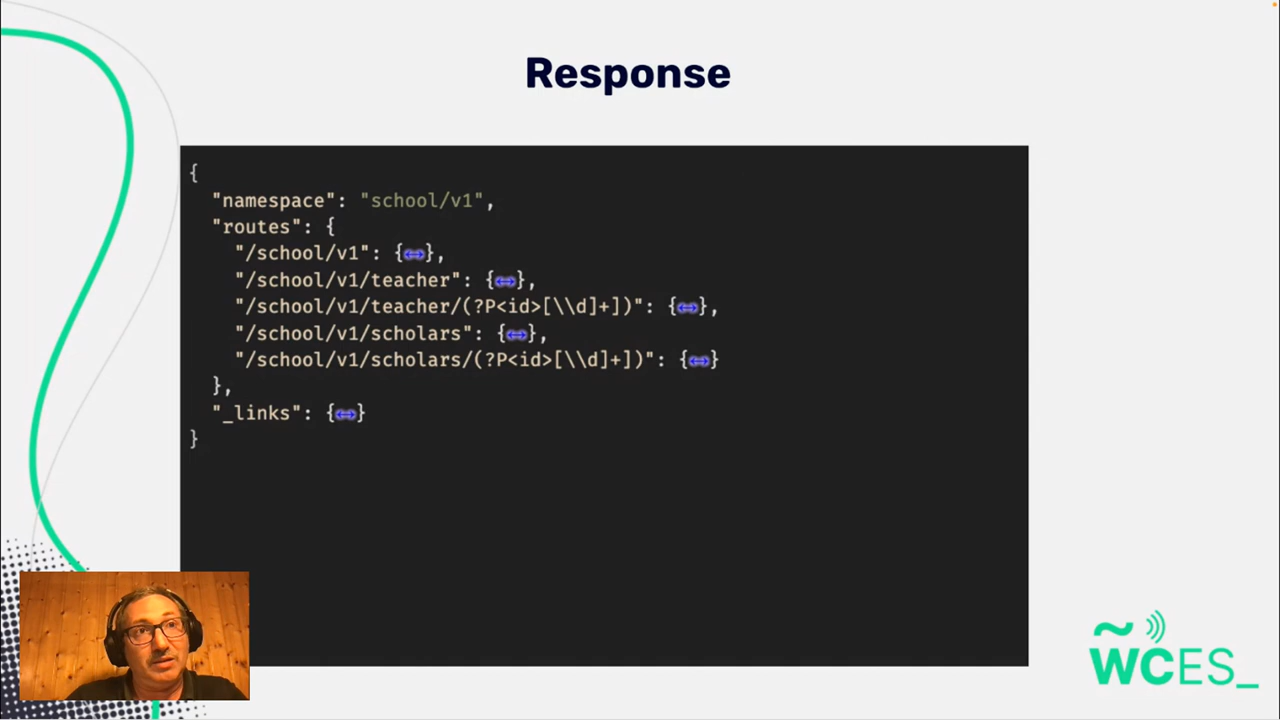 Response
{
"namespace": "school/v1",
"routes": {
"/school/v1": {↔},
"/school/v1/teacher": {↔},
"/school/v1/teacher/(?P<id>[\\d]+])": {↔},
"/school/v1/scholars": {↔},
"/school/v1/scholars/(?P<id>[\\d]+])": {↔}
},
"_links": {↔}
}
~
WCES_